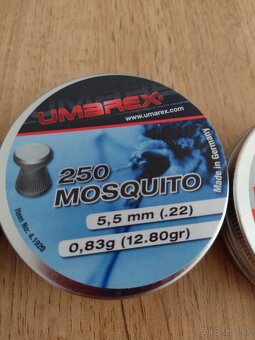 UMAREX
www.umarex.com
250
MOSQUITO
5,5 mm (.22)
0,83g (12.80gr)
Made in Germany
Item No: 4.1920